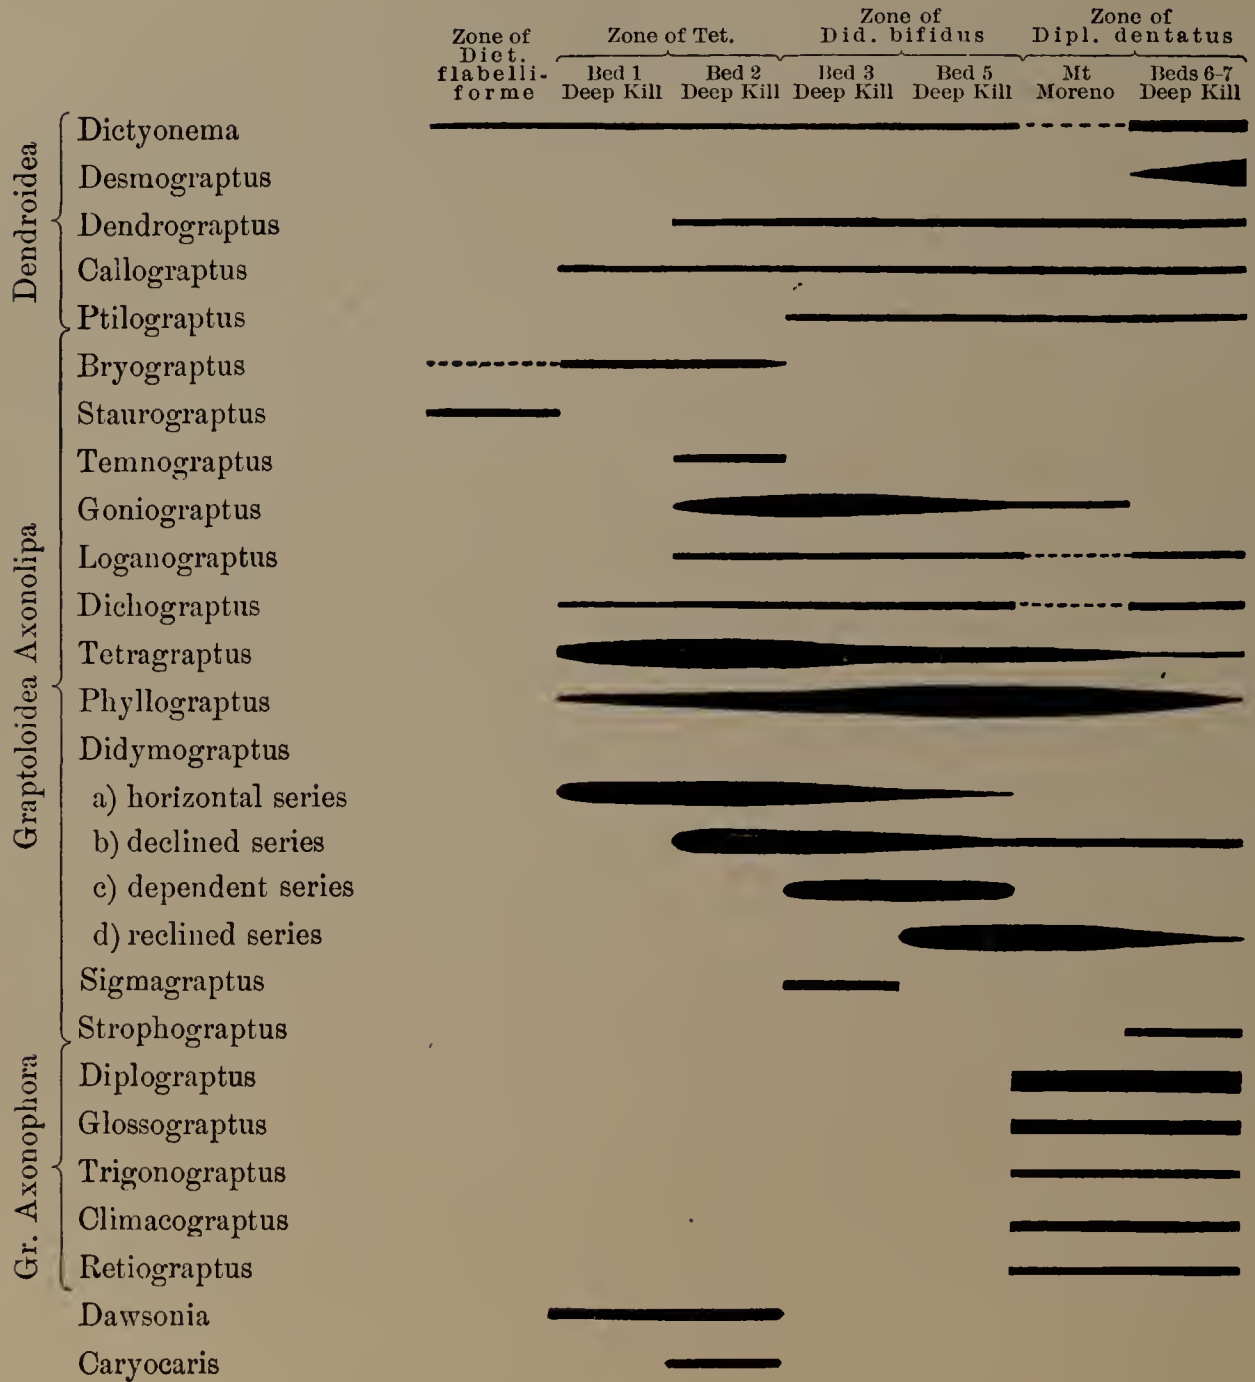 Zone of
Dict.
flabelli-
forme
Zone of Tet.
Zone of
Did. bifidus
Zone of
Dipl. dentatus
Bed 1
Deep Kill
Bed 2
Deep Kill
Bed 3
Deep Kill
Bed 5
Deep Kill
Mt
Moreno
Beds 6-7
Deep Kill
Dendroidea
Dictyonema
Desmograptus
Dendrograptus
Callograptus
Ptilograptus
Graptoloidea Axonolipa
Bryograptus
Staurograptus
Temnograptus
Goniograptus
Loganograptus
Dichograptus
Tetragraptus
Phyllograptus
Didymograptus
a) horizontal series
b) declined series
c) dependent series
d) reclined series
Sigmagraptus
Strophograptus
Gr. Axonophora
Diplograptus
Glossograptus
Trigonograptus
Climacograptus
Retiograptus
Dawsonia
Caryocaris